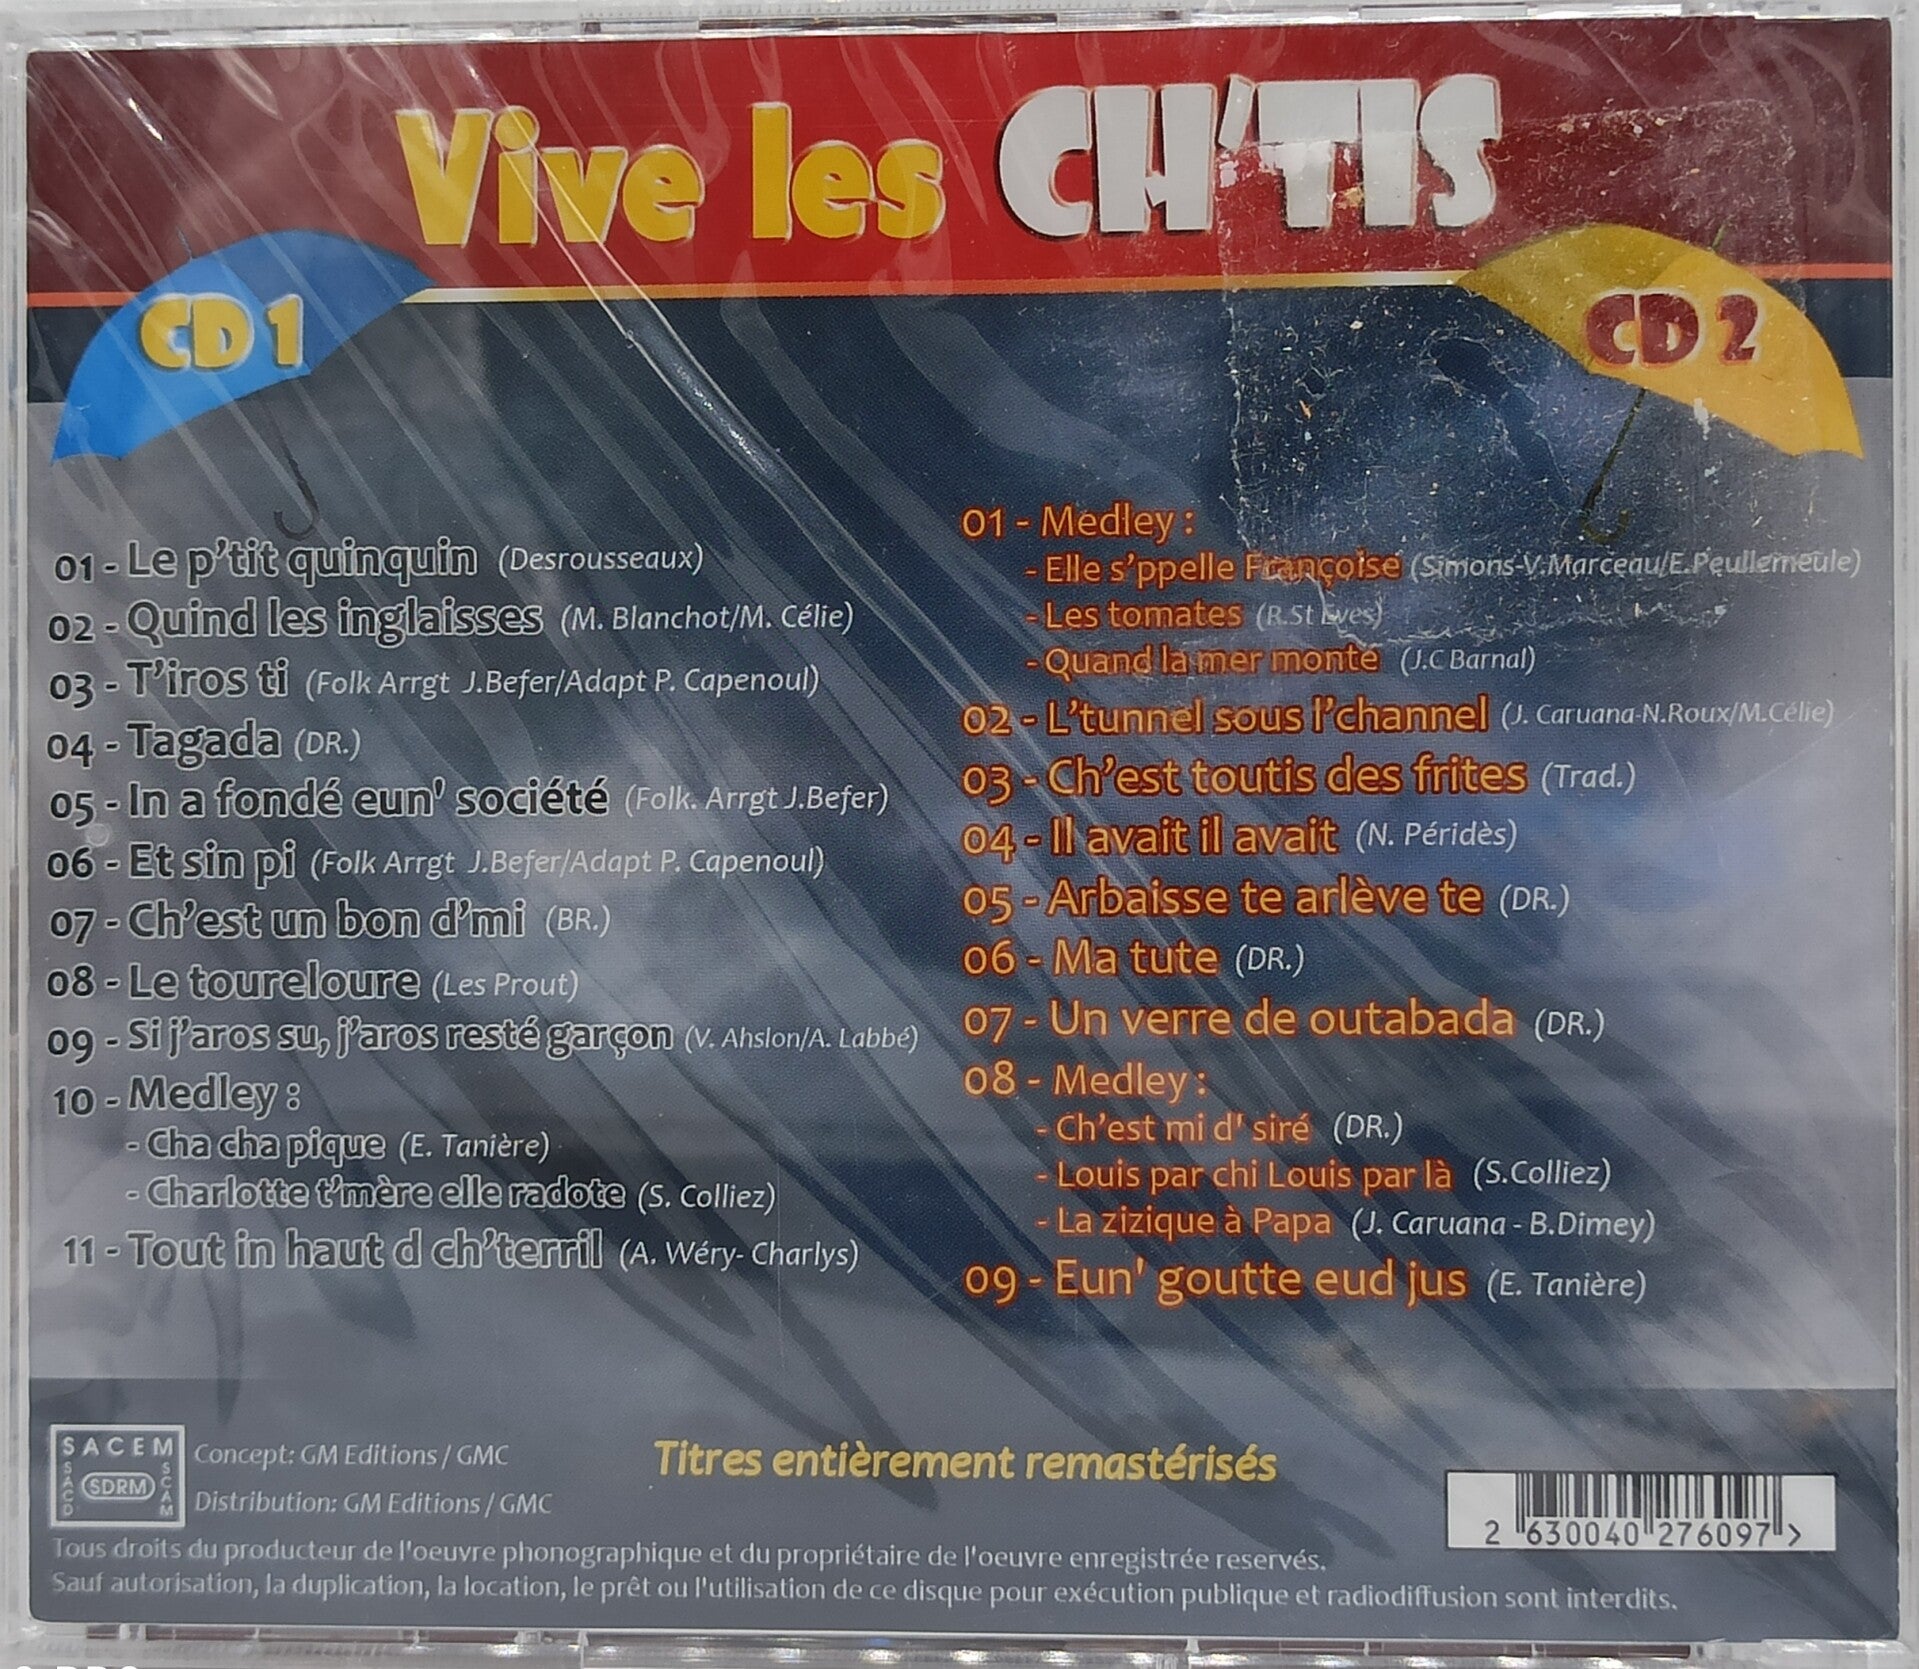 Vive les CH'TIS
CD 1
01 - Le p'tit quinquin (Desrousseaux)
02 - Quind les inglaisses (M. Blanchot/M. Célie)
03 - T'iros ti (Folk Arrgt J.Befer/Adapt P. Capenoul)
04 - Tagada (DR.)
05 - In a fondé eun' société (Folk. Arrgt J.Befer)
06 - Et sin pi (Folk Arrgt J.Befer/Adapt P. Capenoul)
07 - Ch'est un bon d'mi (BR.)
08 - Le toureloure (Les Prout)
09 - Si j'aros su, j'aros resté garçon (V. Ahslon/A. Labbé)
10 - Medley :
- Cha cha pique (E. Tanière)
- Charlotte t'mère elle radote (S. Colliez)
11 - Tout in haut d ch'terril (A. Wéry- Charlys)
CD 2
01 - Medley :
- Elle s'ppelle Françoise (Simons-V.Marceau/E.Peullemeule)
- Les tomates (R.St Eves)
- Quand la mer monte (J.C Barnal)
02 - L'tunnel sous l'channel (J. Caruana-N.Roux/M.Célie)
03 - Ch'est toutis des frites (Trad.)
04 - Il avait il avait (N. Péridès)
05 - Arbaisse te arlève te (DR.)
06 - Ma tute (DR.)
07 - Un verre de outabada (DR.)
08 - Medley :
- Ch'est mi d' siré (DR.)
- Louis par chi Louis par là (S.Colliez)
- La zizique à Papa (J. Caruana - B.Dimey)
09 - Eun' goutte eud jus (E. Tanière)
SACEM
SACD
SDRM
SCAM
Concept: GM Editions / GMC
Distribution: GM Editions / GMC
Titres entièrement remastérisés
2 630040 276097 >
Tous droits du producteur de l'oeuvre phonographique et du propriétaire de l'oeuvre enregistrée reservés.
Sauf autorisation, la duplication, la location, le prêt ou l'utilisation de ce disque pour exécution publique et radiodiffusion sont interdits.